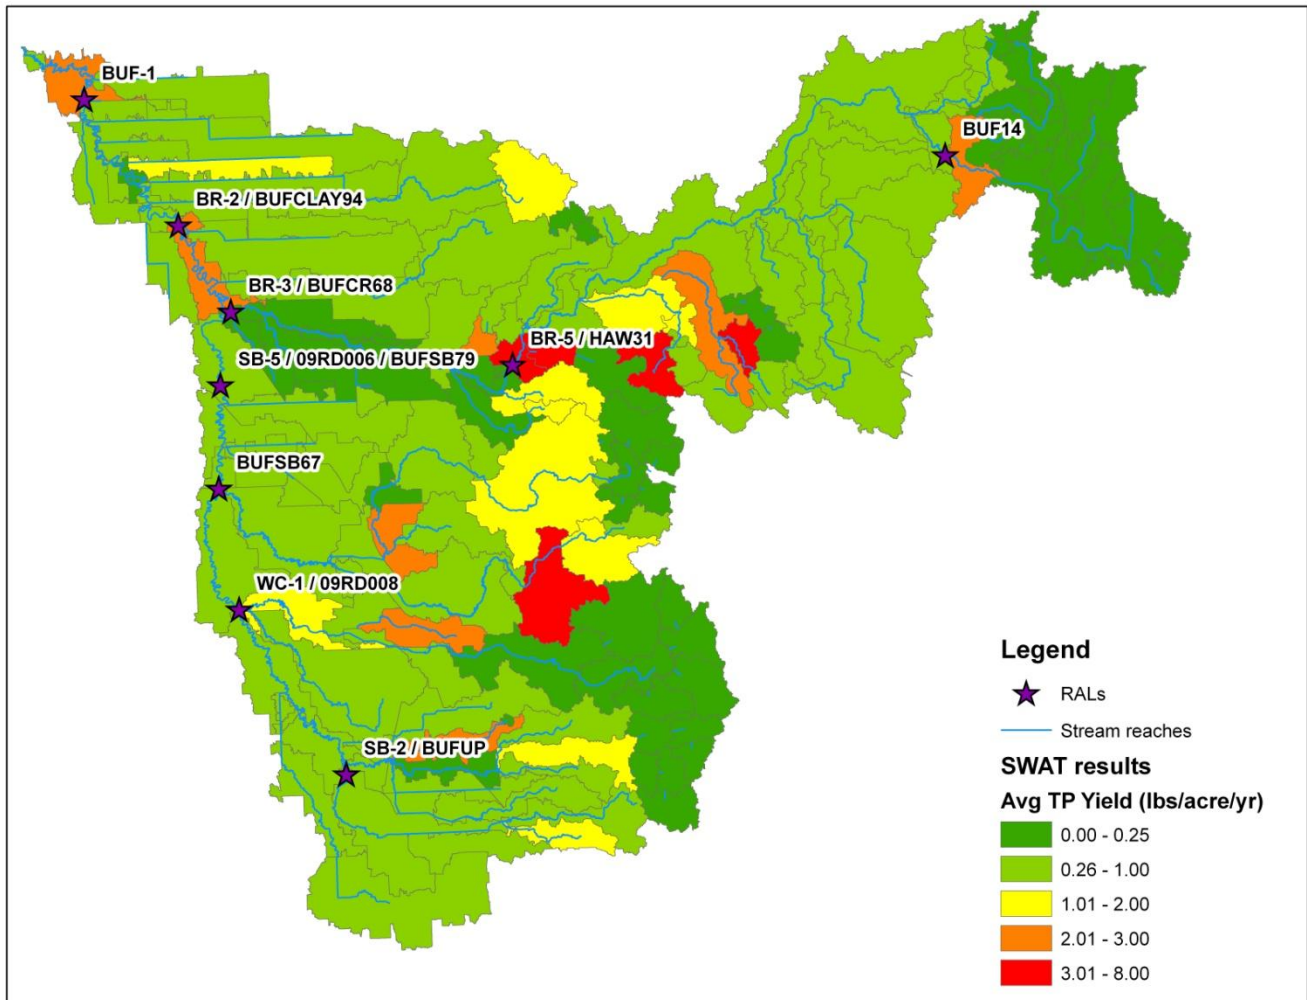 BUF-1
BUF14
BR-2 / BUFCLAY94
BR-3 / BUFCR68
BR-5 / HAW31
SB-5 / 09RD006 / BUFSB79
BUFSB67
WC-1 / 09RD008
SB-2 / BUFUP
Legend
RALs
Stream reaches
SWAT results
Avg TP Yield (lbs/acre/yr)
0.00 - 0.25
0.26 - 1.00
1.01 - 2.00
2.01 - 3.00
3.01 - 8.00